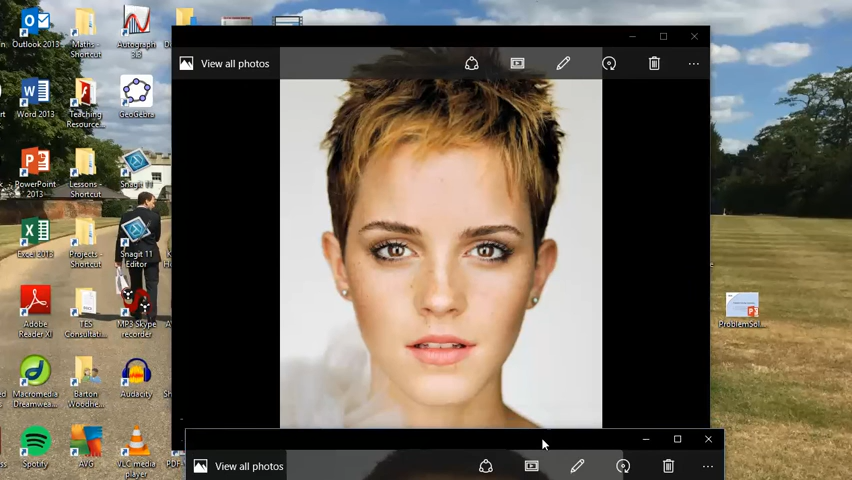 Outlook 2013
Maths -
Shortcut
Autograph
3.3
View all photos
...
Word 2013
Teaching
Resource...
GeoGebra
PowerPoint
2013
Lessons -
Shortcut
Snagit 11
Excel 2013
Projects -
Shortcut
Snagit 11
Editor
Adobe
Reader XI
TES
Consultati...
MP3 Skype
recorder
ProblemSol...
Macromedia
Dreamwea...
Barton
Woodhe...
Audacity
Spotify
AVG
VLC media
player
View all photos
...